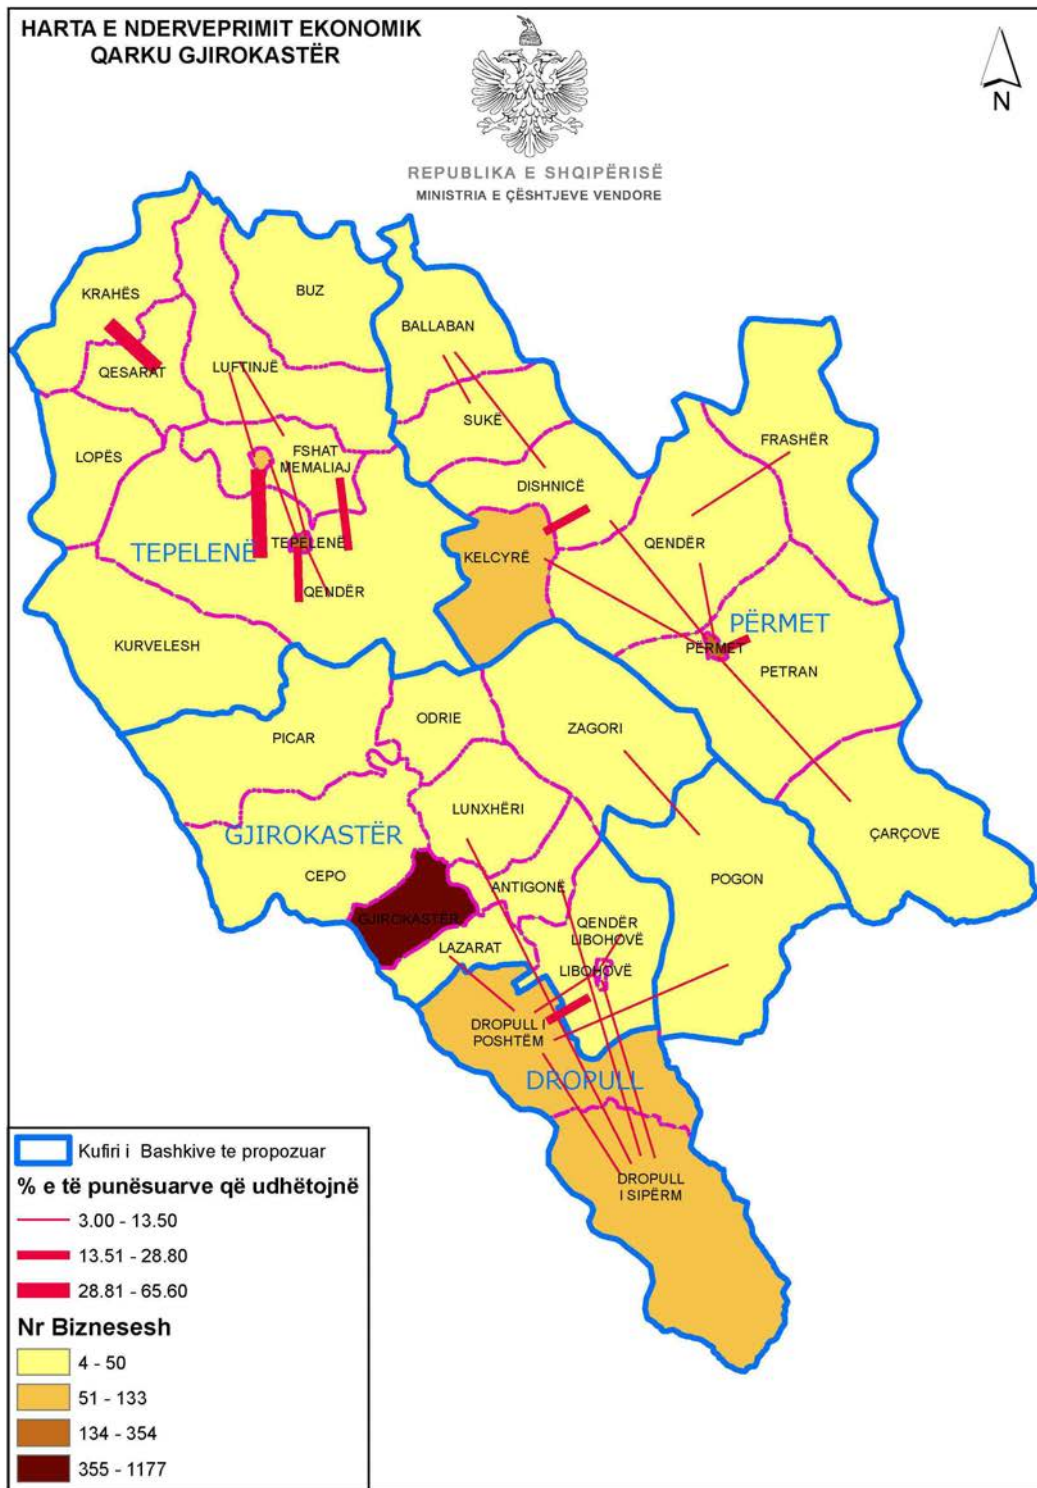 HARTA E NDERVEPRIMIT EKONOMIK
QARKU GJIROKASTËR
N
REPUBLIKA E SHQIPËRISË
MINISTRIA E ÇËSHTJEVE VENDORE
KRAHËS
BUZ
BALLABAN
QESARAT
LUFTINJË
SUKË
FRASHËR
LOPËS
FSHAT
MEMALIAJ
DISHNICË
TEPELENË
TEPELENË
KELCYRË
QENDËR
QENDËR
PËRMET
PËRMET
KURVELESH
PETRAN
ODRIE
ZAGORI
PICAR
LUNXHËRI
GJIROKASTËR
ÇARÇOVE
CEPO
ANTIGONË
POGON
GJIROKASTËR
QENDËR
LIBOHOVË
LAZARAT
LIBOHOVË
DROPULL I
POSHTËM
DROPULL
DROPULL
I SIPËRM
Kufiri i Bashkive te propozuar
% e të punësuarve që udhëtojnë
3.00 - 13.50
13.51 - 28.80
28.81 - 65.60
Nr Biznesesh
4 - 50
51 - 133
134 - 354
355 - 1177